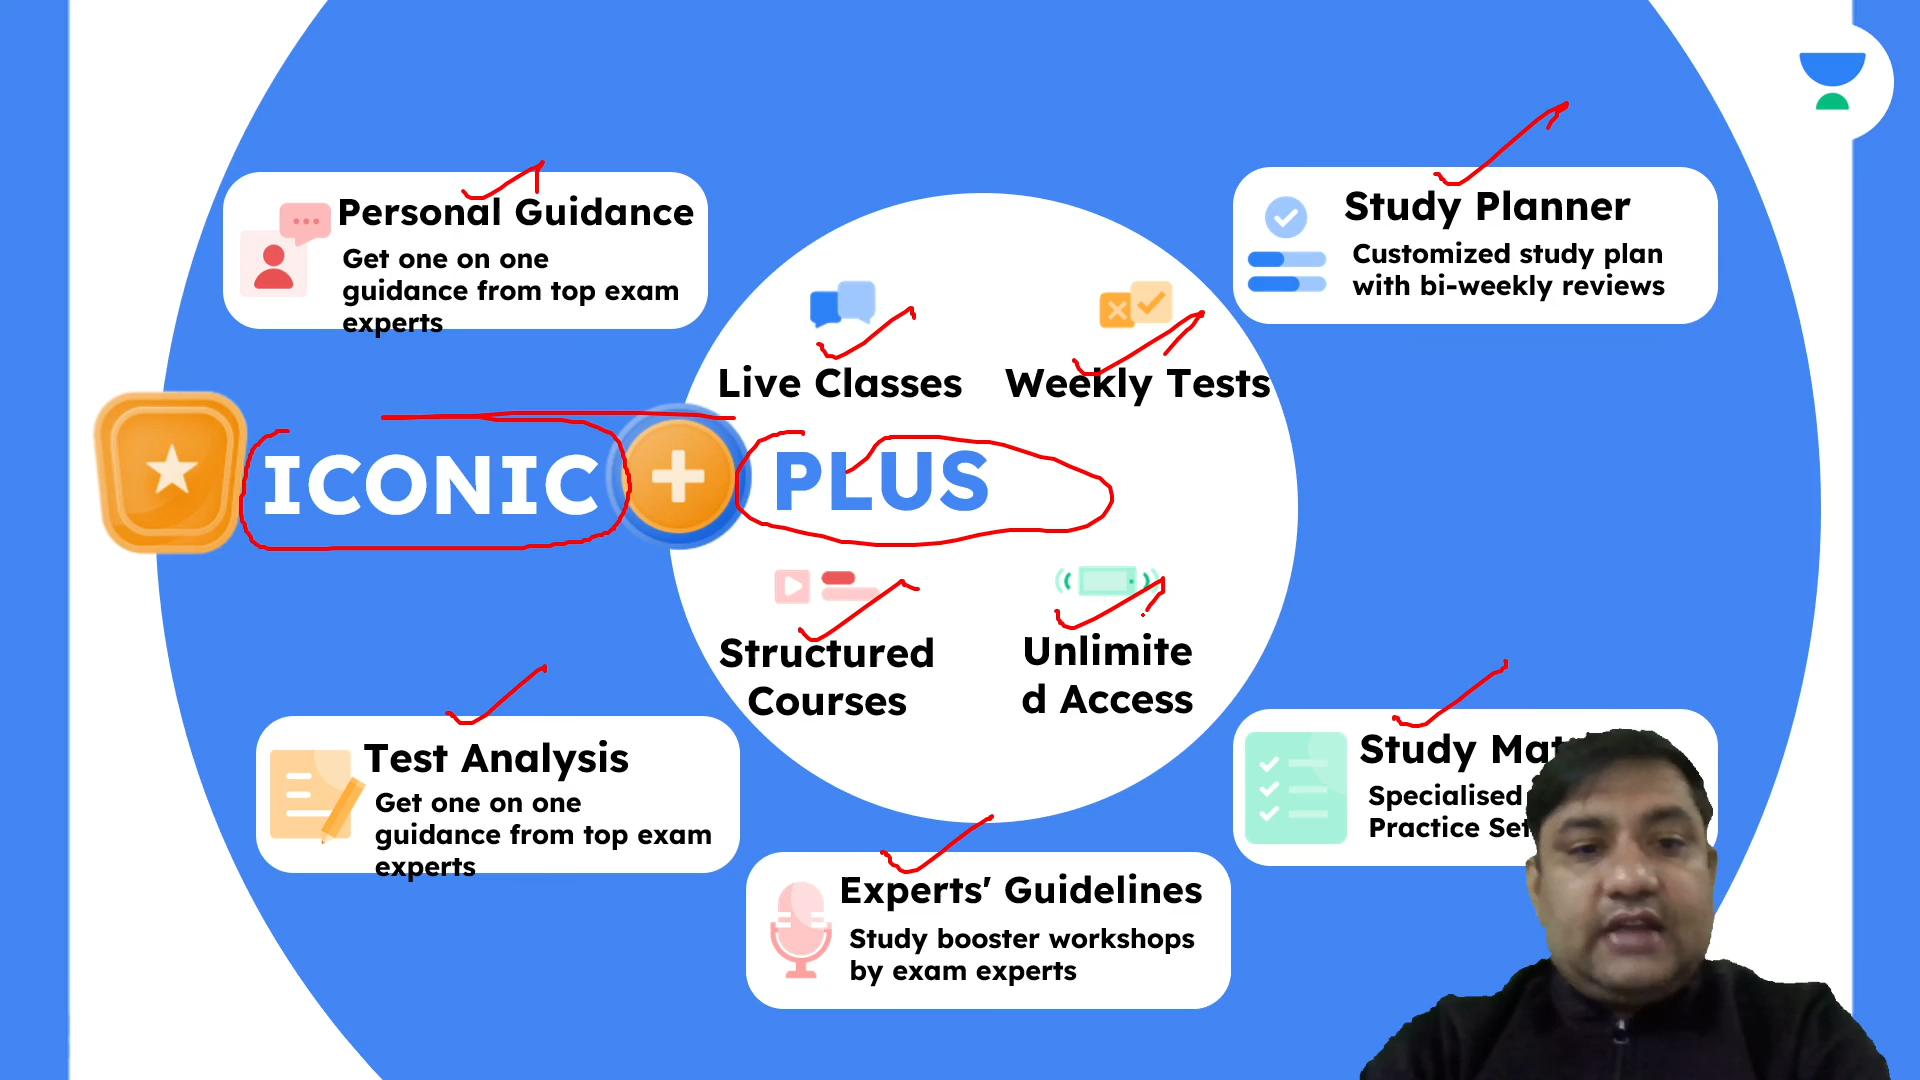 Personal Guidance
Get one on one
guidance from top exam
experts
Study Planner
Customized study plan
with bi-weekly reviews
Live Classes
Weekly Tests
ICONIC
PLUS
Structured
Courses
Unlimite
d Access
Test Analysis
Get one on one
guidance from top exam
experts
Study
Specialised
Practice
Experts' Guidelines
Study booster workshops
by exam experts